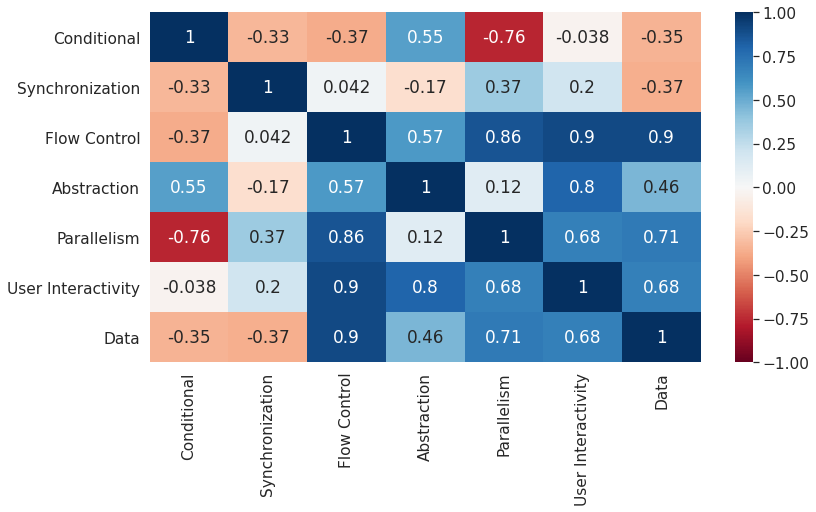 Conditional 1 -0.33 -0.37 0.55 -0.76 -0.038 -0.35
Synchronization -0.33 1 0.042 -0.17 0.37 0.2 -0.37
Flow Control -0.37 0.042 1 0.57 0.86 0.9 0.9
Abstraction 0.55 -0.17 0.57 1 0.12 0.8 0.46
Parallelism -0.76 0.37 0.86 0.12 1 0.68 0.71
User Interactivity -0.038 0.2 0.9 0.8 0.68 1 0.68
Data -0.35 -0.37 0.9 0.46 0.71 0.68 1
Conditional
Synchronization
Flow Control
Abstraction
Parallelism
User Interactivity
Data
1.00
0.75
0.50
0.25
0.00
−0.25
−0.50
−0.75
−1.00